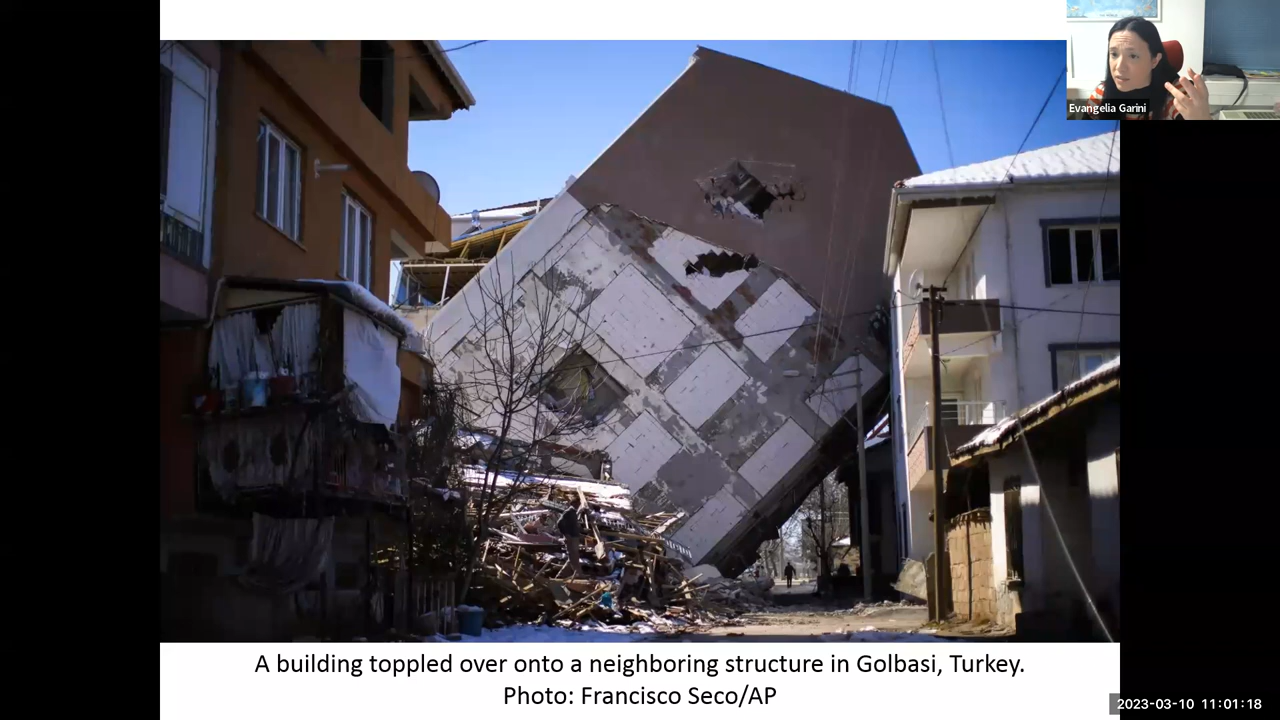 Evangelia Garini
A building toppled over onto a neighboring structure in Golbasi, Turkey.
Photo: Francisco Seco/AP
2023-03-10 11:01:18